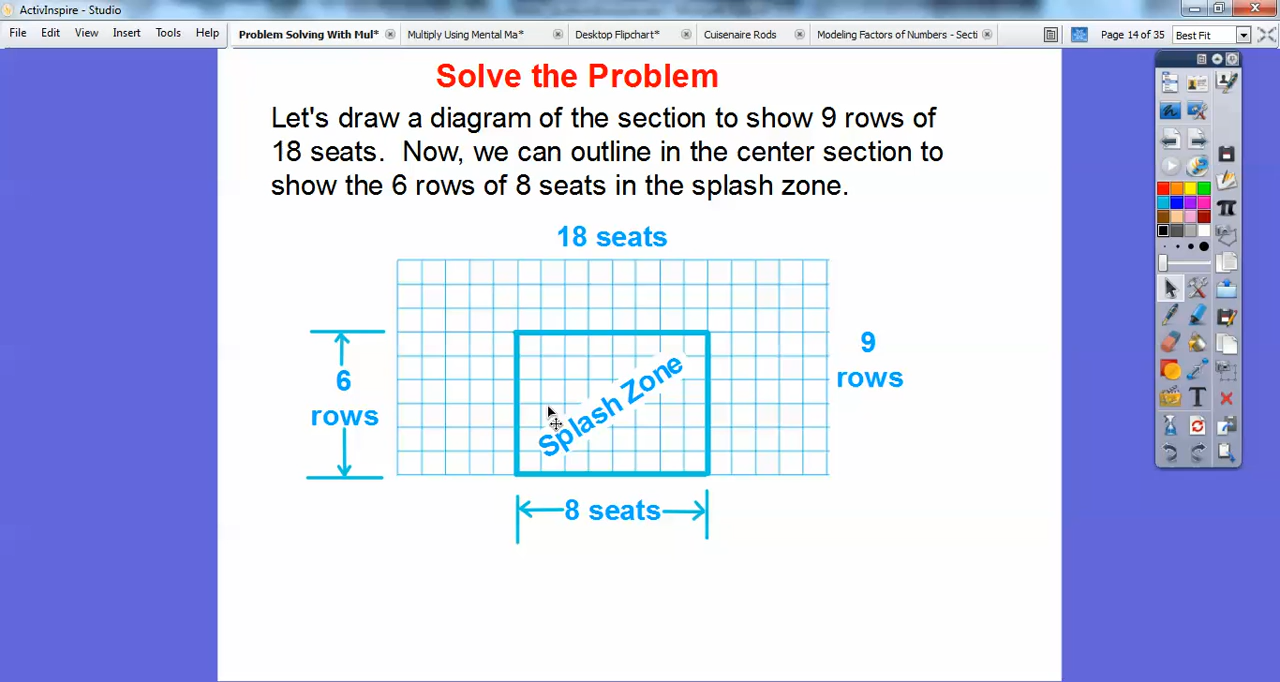 ActivInspire - Studio
File Edit View Insert Tools Help
Problem Solving With Mul* Multiply Using Mental Ma* Desktop Flipchart* Cuisenaire Rods Modeling Factors of Numbers - Secti
Page 14 of 35 Best Fit
Solve the Problem
Let's draw a diagram of the section to show 9 rows of
18 seats. Now, we can outline in the center section to
show the 6 rows of 8 seats in the splash zone.
18 seats
9
rows
6
rows
Splash Zone
8 seats